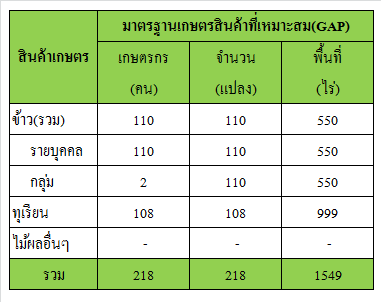 มาตรฐานเกษตรสินค้าที่เหมาะสม(GAP)
สินค้าเกษตร เกษตรกร จำนวน พื้นที่
(คน) (แปลง) (ไร่)
ข้าว(รวม) 110 110 550
รายบุคคล 110 110 550
กลุ่ม 2 110 550
ทุเรียน 108 108 999
ไม้ผลอื่นๆ - - -
รวม 218 218 1549